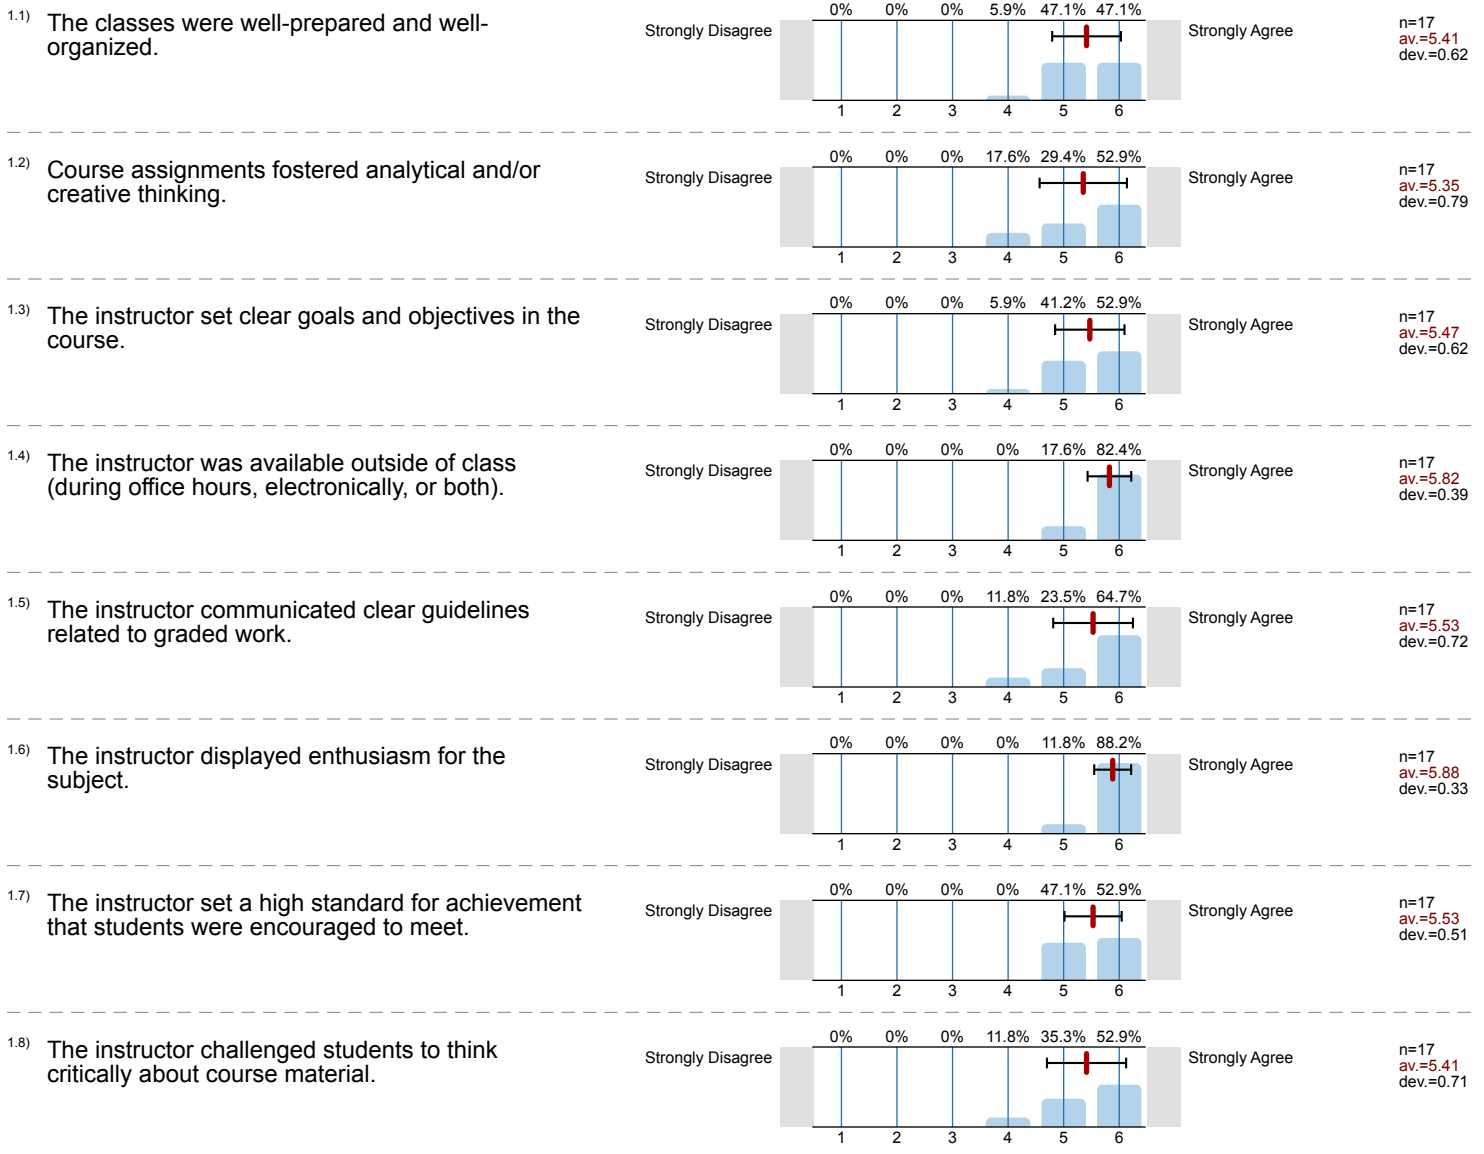 1.1) The classes were well-prepared and well-
organized.
Strongly Disagree
0% 0% 0% 5.9% 47.1% 47.1%
1 2 3 4 5 6
Strongly Agree
n=17
av.=5.41
dev.=0.62
1.2) Course assignments fostered analytical and/or
creative thinking.
Strongly Disagree
0% 0% 0% 17.6% 29.4% 52.9%
1 2 3 4 5 6
Strongly Agree
n=17
av.=5.35
dev.=0.79
1.3) The instructor set clear goals and objectives in the
course.
Strongly Disagree
0% 0% 0% 5.9% 41.2% 52.9%
1 2 3 4 5 6
Strongly Agree
n=17
av.=5.47
dev.=0.62
1.4) The instructor was available outside of class
(during office hours, electronically, or both).
Strongly Disagree
0% 0% 0% 0% 17.6% 82.4%
1 2 3 4 5 6
Strongly Agree
n=17
av.=5.82
dev.=0.39
1.5) The instructor communicated clear guidelines
related to graded work.
Strongly Disagree
0% 0% 0% 11.8% 23.5% 64.7%
1 2 3 4 5 6
Strongly Agree
n=17
av.=5.53
dev.=0.72
1.6) The instructor displayed enthusiasm for the
subject.
Strongly Disagree
0% 0% 0% 0% 11.8% 88.2%
1 2 3 4 5 6
Strongly Agree
n=17
av.=5.88
dev.=0.33
1.7) The instructor set a high standard for achievement
that students were encouraged to meet.
Strongly Disagree
0% 0% 0% 0% 47.1% 52.9%
1 2 3 4 5 6
Strongly Agree
n=17
av.=5.53
dev.=0.51
1.8) The instructor challenged students to think
critically about course material.
Strongly Disagree
0% 0% 0% 11.8% 35.3% 52.9%
1 2 3 4 5 6
Strongly Agree
n=17
av.=5.41
dev.=0.71